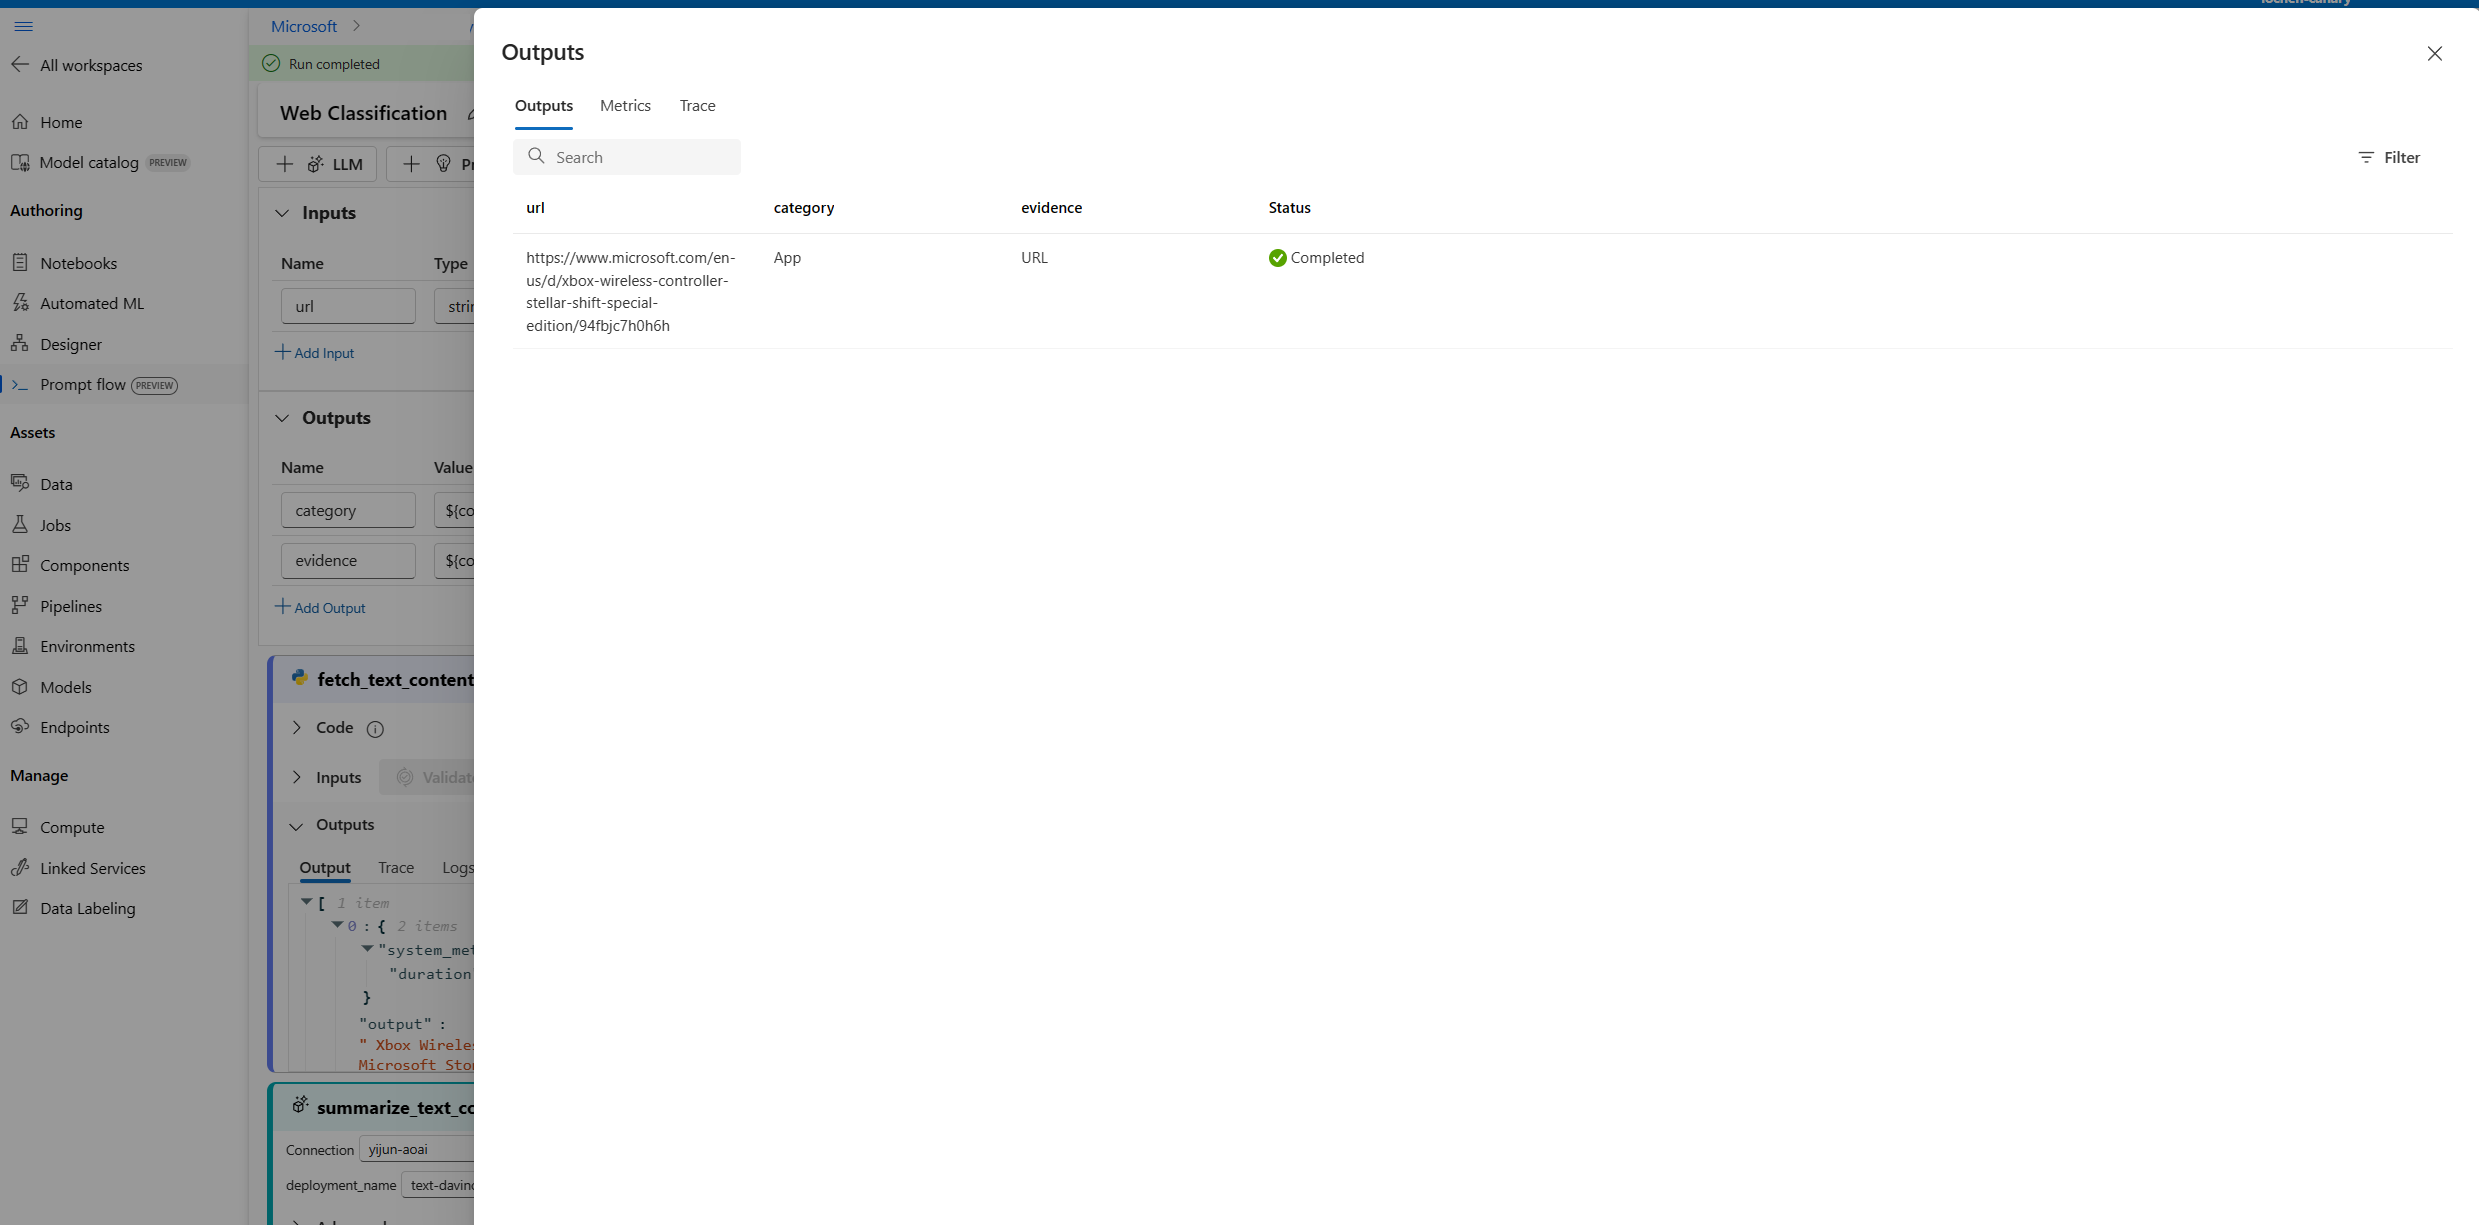 Microsoft
All workspaces
Home
Model catalog PREVIEW
Authoring
Notebooks
Automated ML
Designer
Prompt flow PREVIEW
Assets
Data
Jobs
Components
Pipelines
Environments
Models
Endpoints
Manage
Compute
Linked Services
Data Labeling
Run completed
Web Classification
LLM
Inputs
Name Type
url
Add Input
Outputs
Name Value
category ${co
evidence ${co
Add Output
fetch_text_content
Code
Inputs Validat
Outputs
Output Trace Logs
[ 1 item
0 : { 2 items
"system_met
"duration
}
"output" :
" Xbox Wireles
Microsoft Sto
summarize_text_co
Connection yijun-aoai
deployment_name text-davinc
Outputs
Outputs Metrics Trace
Search
Filter
url category evidence Status
https://www.microsoft.com/en- App URL Completed
us/d/xbox-wireless-controller-
stellar-shift-special-
edition/94fbjc7h0h6h